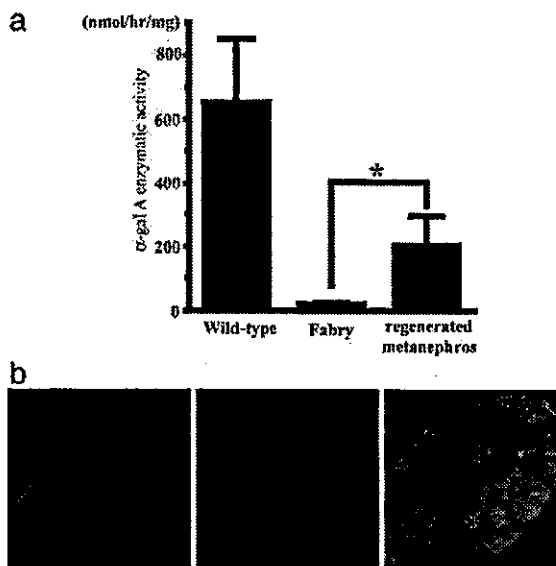 a
(nmol/hr/mg)
α-gal A enzymatic activity
800
600
400
200
0
*
Wild-type
Fabry
regenerated
metanephros
b